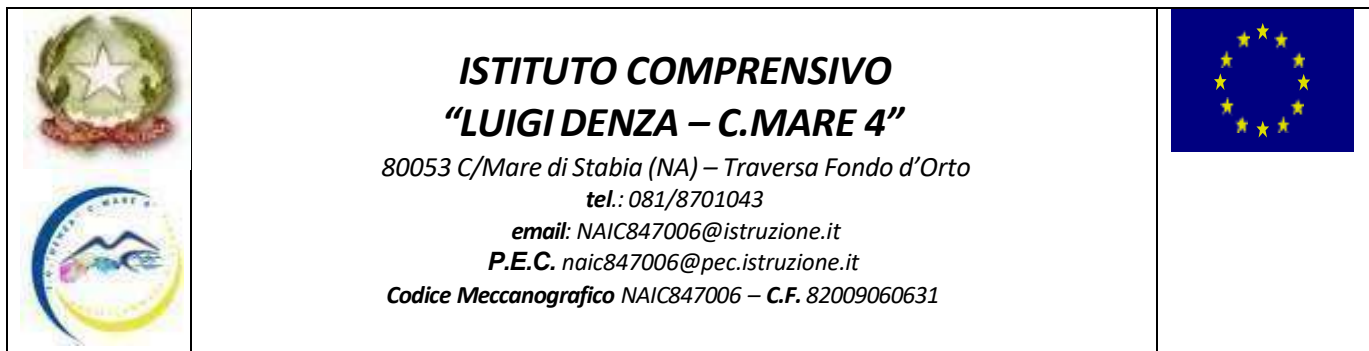 ISTITUTO COMPRENSIVO
“LUIGI DENZA – C.MARE 4”
80053 C/Mare di Stabia (NA) – Traversa Fondo d’Orto
tel.: 081/8701043
email: NAIC847006@istruzione.it
P.E.C. naic847006@pec.istruzione.it
Codice Meccanografico NAIC847006 – C.F. 82009060631